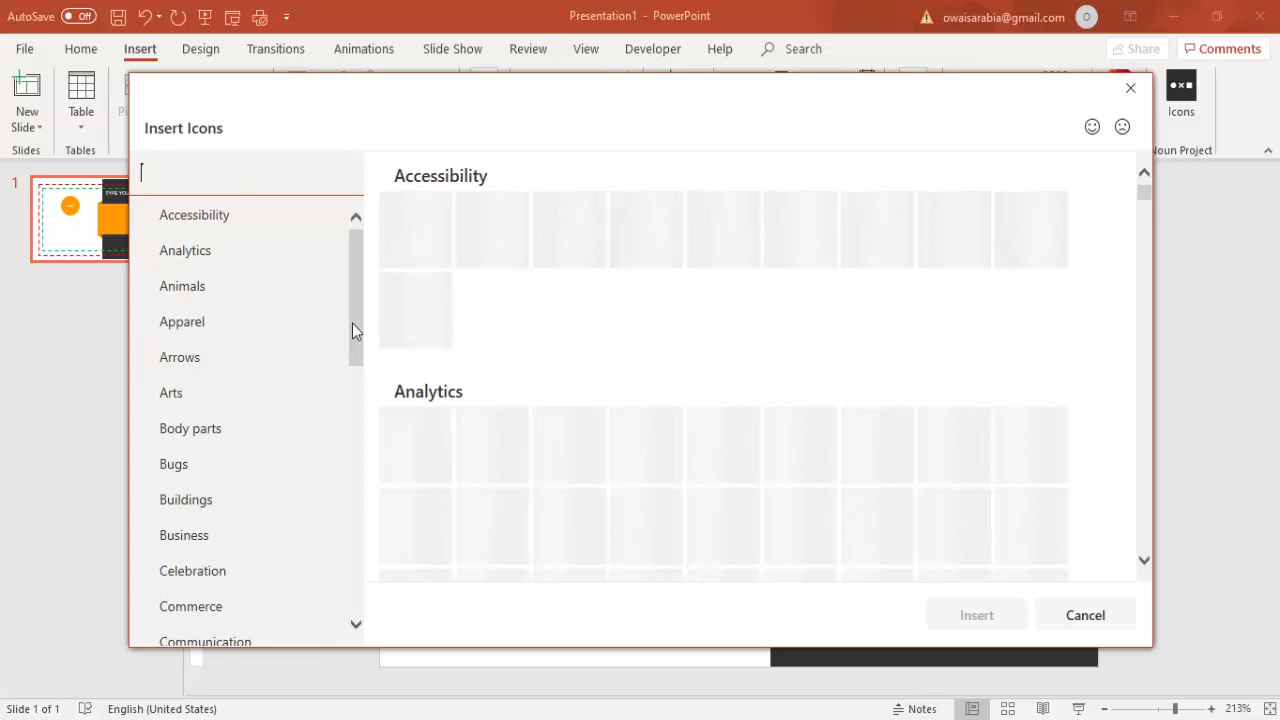 AutoSave Off
Presentation1 - PowerPoint
owaisarabia@gmail.com O
File Home Insert Design Transitions Animations Slide Show Review View Developer Help Search Share Comments
New Slide
Table
Icons
Slides
Tables
Noun Project
Insert Icons
1
Accessibility
Analytics
Animals
Apparel
Arrows
Arts
Body parts
Bugs
Buildings
Business
Celebration
Commerce
Communication
Accessibility
Analytics
Insert Cancel
Slide 1 of 1 English (United States) Notes 213%